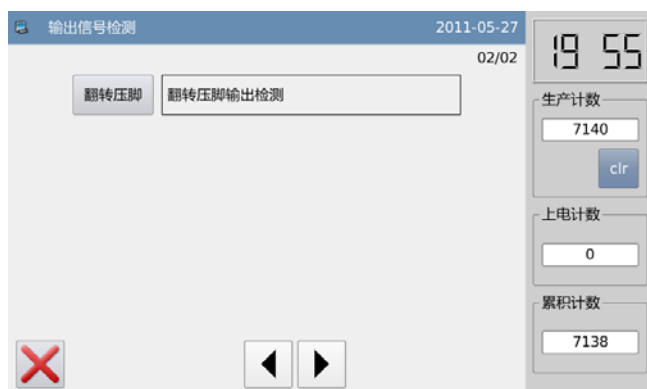 输出信号检测 2011-05-27
02/02
翻转压脚 翻转压脚输出检测
19 55
生产计数
7140
clr
上电计数
0
累积计数
7138